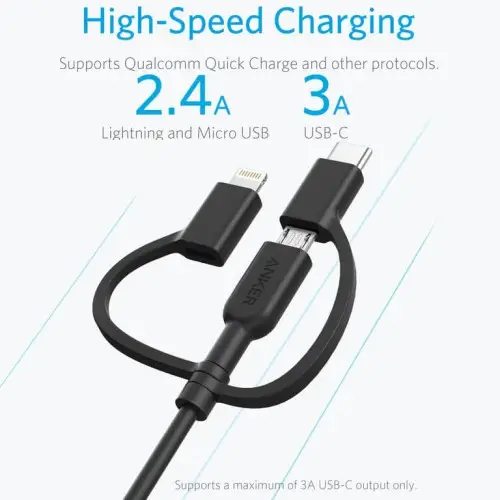 High-Speed Charging
Supports Qualcomm Quick Charge and other protocols.
2.4A 3A
Lightning and Micro USB USB-C
ANKER
Supports a maximum of 3A USB-C output only.